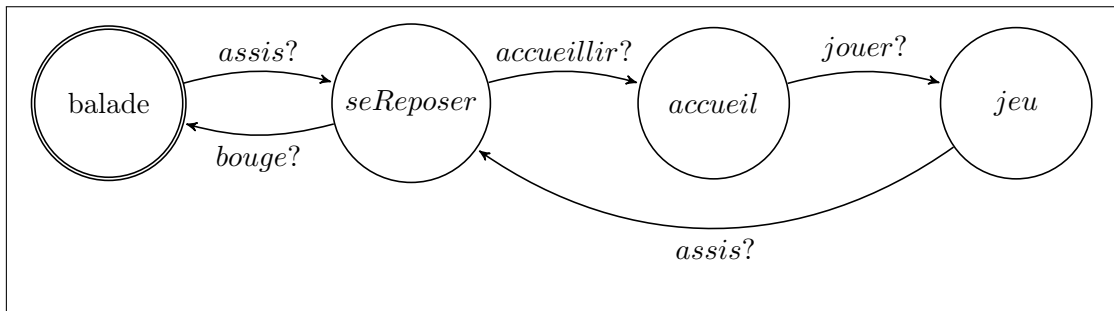 assis?
accueillir?
jouer?
balade
seReposer
accueil
jeu
bouge?
assis?